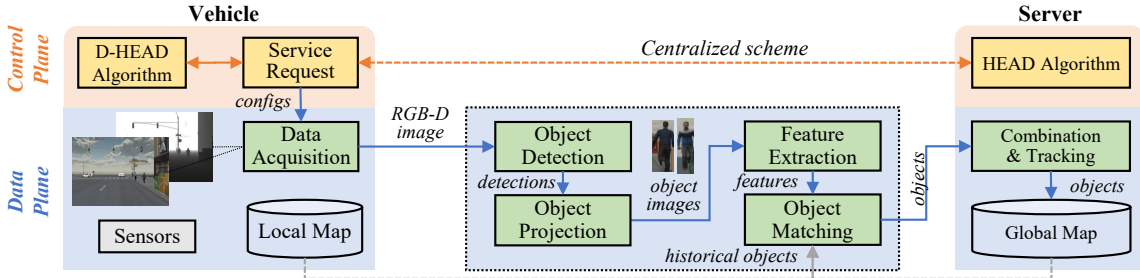 Vehicle
Server
Control
Plane
D-HEAD
Algorithm
Service
Request
Centralized scheme
HEAD Algorithm
configs
Data
Plane
Data
Acquisition
RGB-D
image
Object
Detection
Feature
Extraction
Combination
& Tracking
detections
object
images
features
objects
objects
Sensors
Local Map
Object
Projection
Object
Matching
Global Map
historical objects